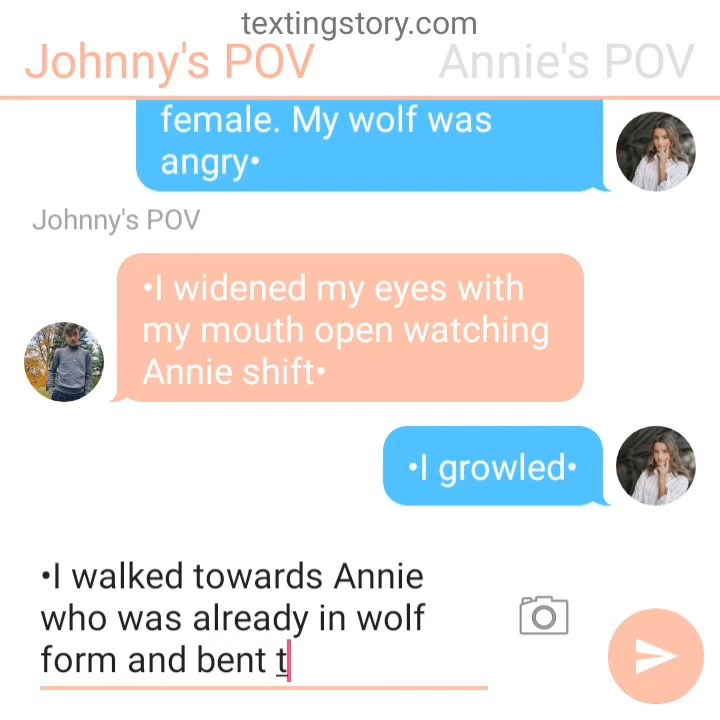 textingstory.com
Johnny's POV Annie's POV
female. My wolf was
angry•
Johnny's POV
•I widened my eyes with
my mouth open watching
Annie shift•
•I growled•
•I walked towards Annie
who was already in wolf
form and bent t